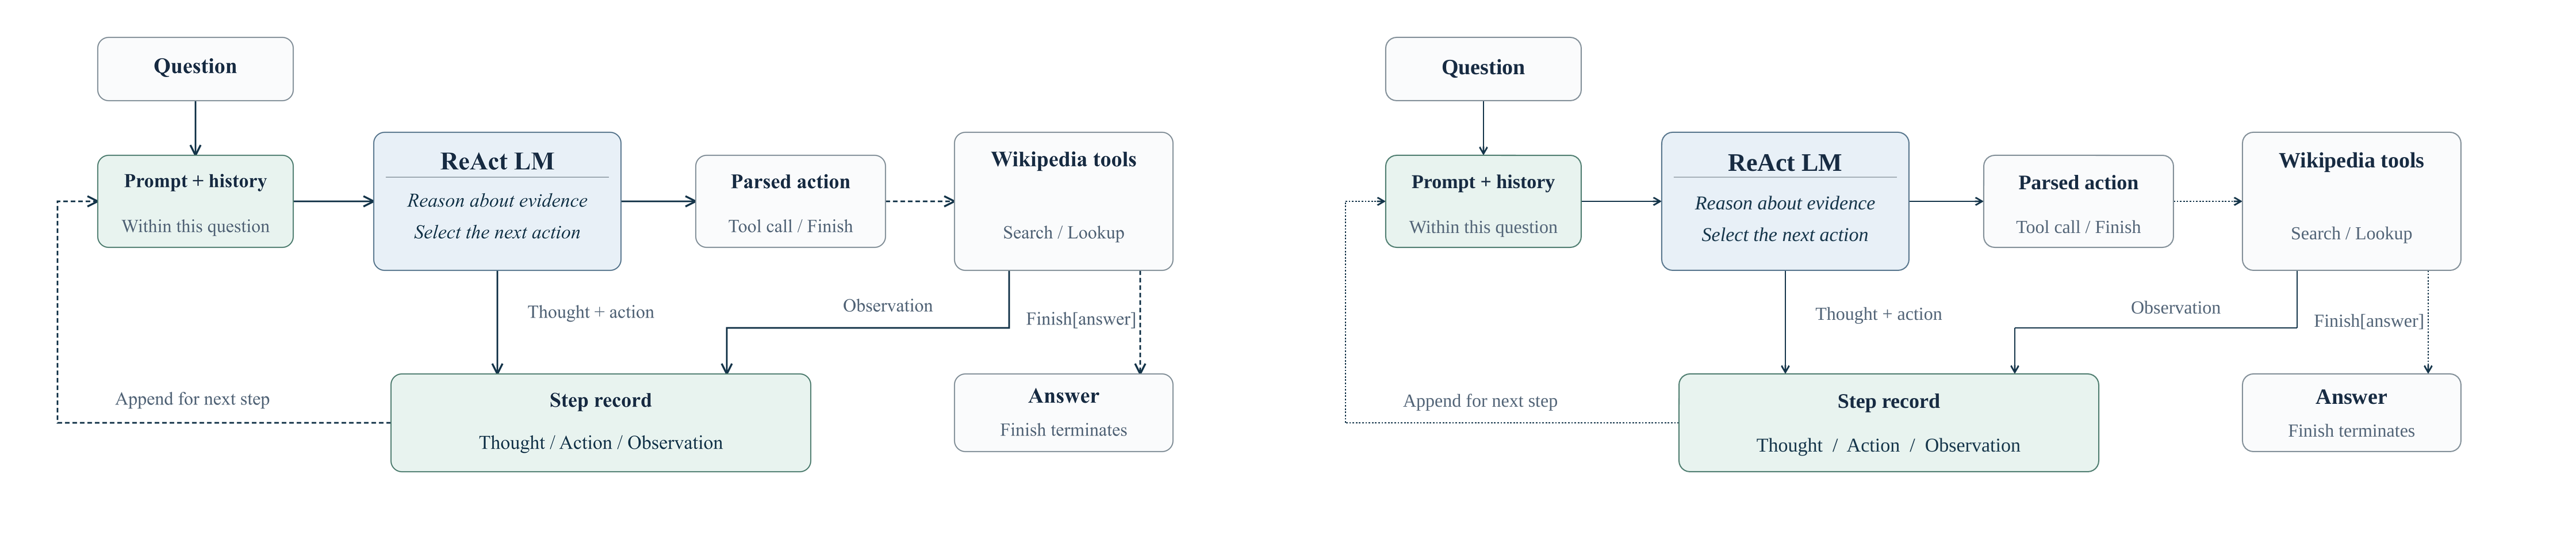 Question
Prompt + history
Within this question
ReAct LM
Reason about evidence
Select the next action
Parsed action
Tool call / Finish
Wikipedia tools
Search / Lookup
Thought + action
Observation
Finish[answer]
Append for next step
Step record
Thought / Action / Observation
Answer
Finish terminates
Question
Prompt + history
Within this question
ReAct LM
Reason about evidence
Select the next action
Parsed action
Tool call / Finish
Wikipedia tools
Search / Lookup
Thought + action
Observation
Finish[answer]
Append for next step
Step record
Thought / Action / Observation
Answer
Finish terminates